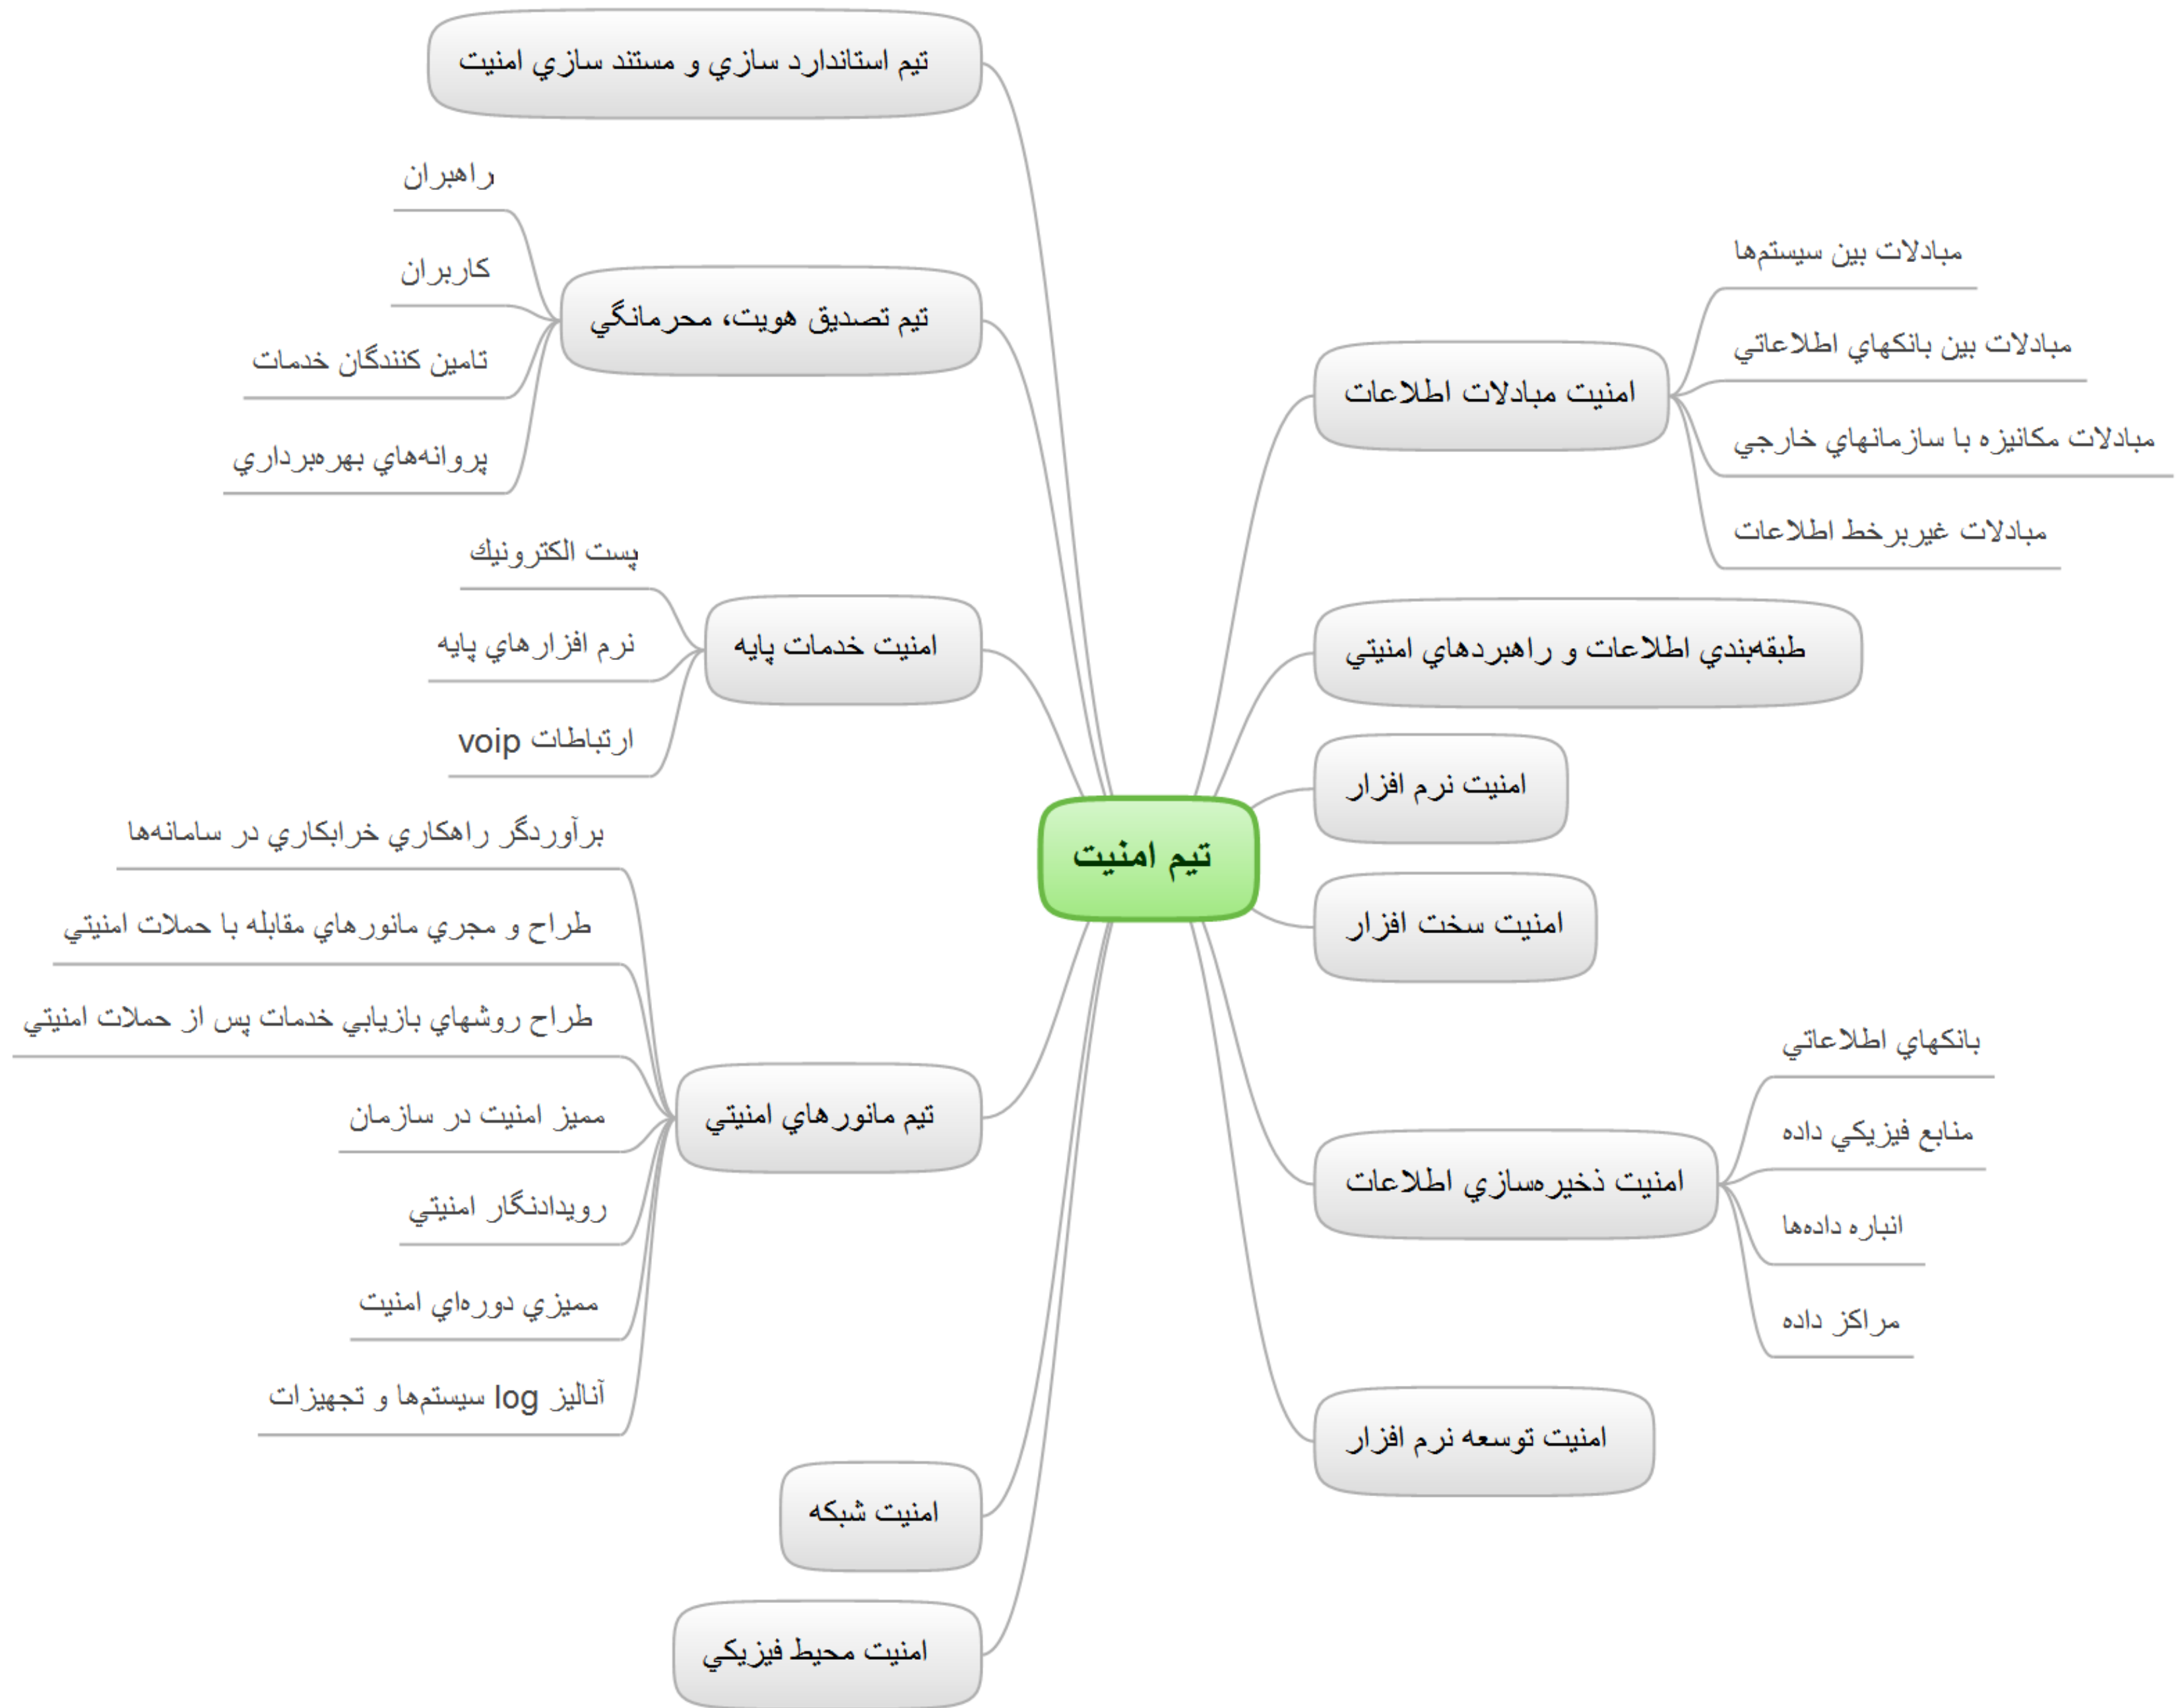 تيم امنيت
امنيت مبادلات اطلاعات
مبادلات بين سيستم‌ها
مبادلات بين بانكهاي اطلاعاتي
مبادلات مكانيزه با سازمانهاي خارجي
مبادلات غيربرخط اطلاعات
طبقه‌بندي اطلاعات و راهبردهاي امنيتي
امنيت نرم افزار
امنيت سخت افزار
امنيت ذخيره‌سازي اطلاعات
بانكهاي اطلاعاتي
منابع فيزيكي داده
انباره داده‌ها
مراكز داده
امنيت توسعه نرم افزار
تيم استاندارد سازي و مستند سازي امنيت
تيم تصديق هويت، محرمانگي
راهبران
كاربران
تامين كنندگان خدمات
پروانه‌هاي بهره‌برداري
امنيت خدمات پايه
پست الكترونيك
نرم افزارهاي پايه
ارتباطات voip
تيم مانورهاي امنيتي
برآوردگر راهكاري خرابكاري در سامانه‌ها
طراح و مجري مانورهاي مقابله با حملات امنيتي
طراح روشهاي بازيابي خدمات پس از حملات امنيتي
مميز امنيت در سازمان
رويدادنگار امنيتي
مميزي دوره‌اي امنيت
آناليز log سيستم‌ها و تجهيزات
امنيت شبكه
امنيت محيط فيزيكي